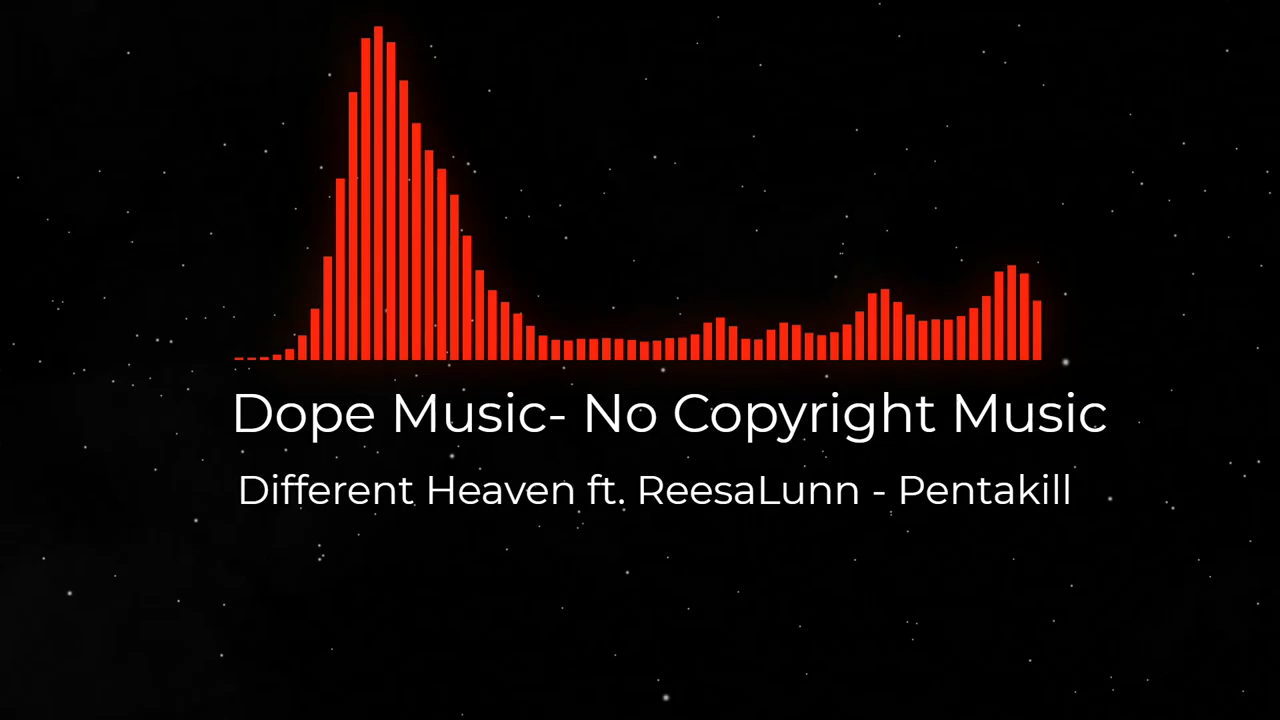 Dope Music- No Copyright Music
Different Heaven ft. ReesaLunn - Pentakill